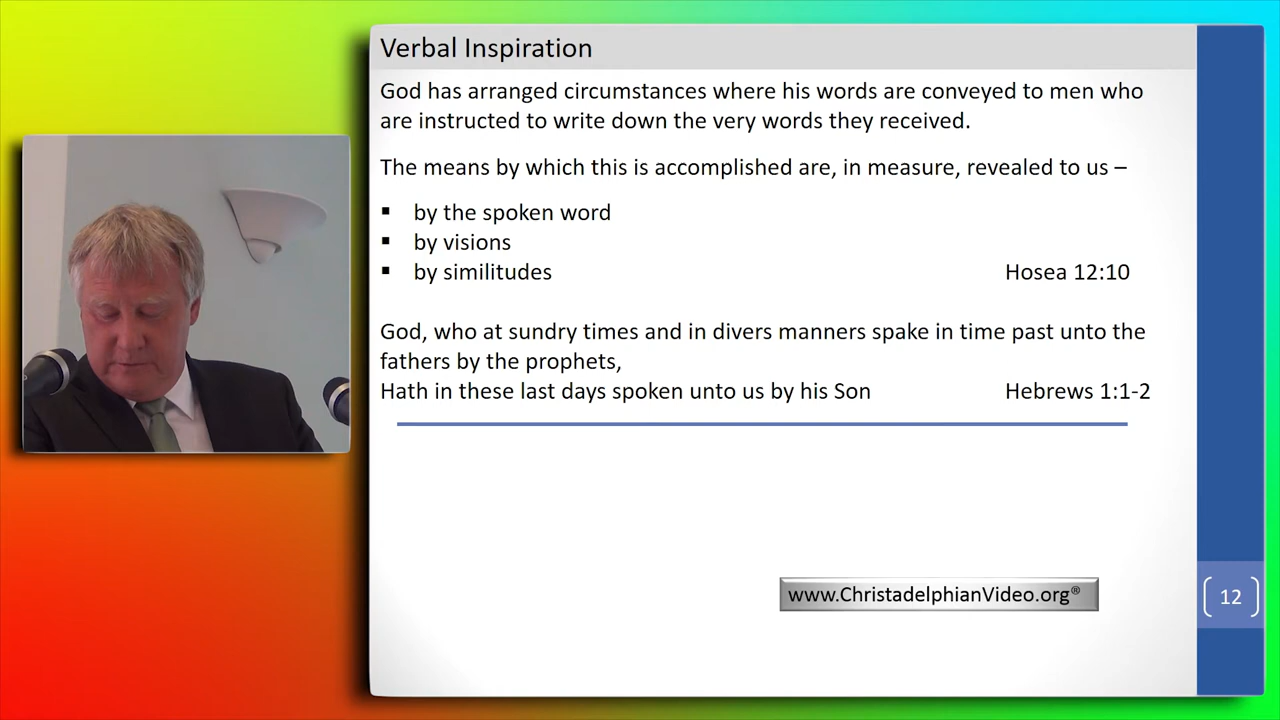 Verbal Inspiration
God has arranged circumstances where his words are conveyed to men who
are instructed to write down the very words they received.
The means by which this is accomplished are, in measure, revealed to us –
▪ by the spoken word
▪ by visions
▪ by similitudes Hosea 12:10
God, who at sundry times and in divers manners spake in time past unto the
fathers by the prophets,
Hath in these last days spoken unto us by his Son Hebrews 1:1-2
www.ChristadelphianVideo.org®
12